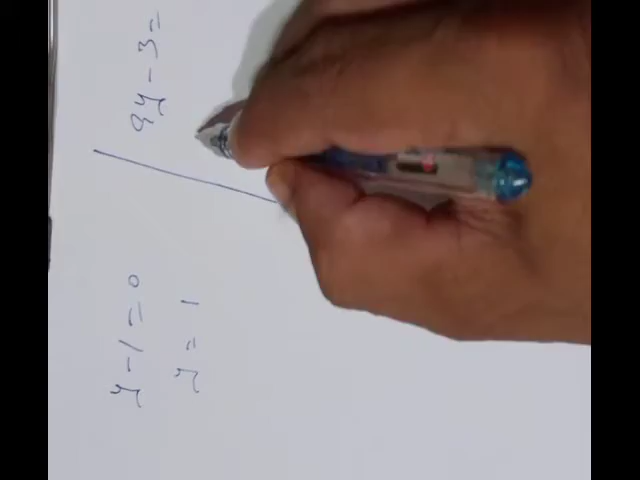 y - 1 = 0
y = 1
9y - 3 =